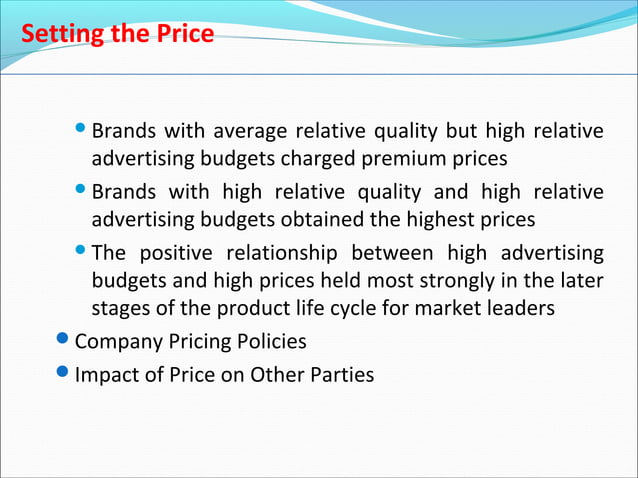 Setting the Price
Brands with average relative quality but high relative
advertising budgets charged premium prices
Brands with high relative quality and high relative
advertising budgets obtained the highest prices
The positive relationship between high advertising
budgets and high prices held most strongly in the later
stages of the product life cycle for market leaders
Company Pricing Policies
Impact of Price on Other Parties